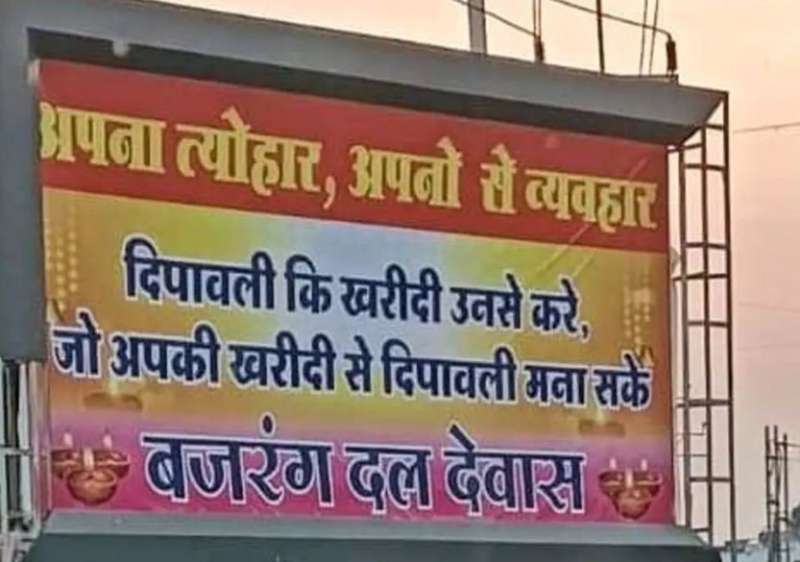 अपना त्योहार, अपनों से व्यवहार
दिपावली कि खरीदी उनसे करे,
जो अपकी खरीदी से दिपावली मना सके
बजरंग दल देवास